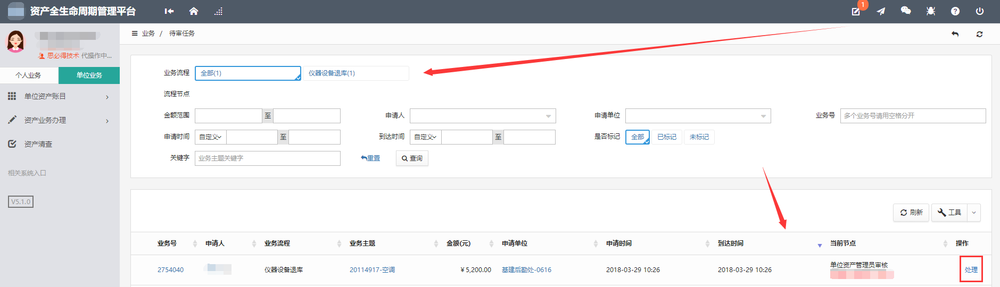 资产全生命周期管理平台
1
思必得技术 代操作中...
个人业务 单位业务
单位资产账目
资产业务办理
资产清查
相关系统入口
V5.1.0
业务 / 待审任务
业务流程 全部(1) 仪器设备退库(1)
流程节点
金额范围 至 申请人 申请单位 业务号 多个业务号请用空格分开
申请时间 自定义 至 到达时间 自定义 至 是否标记 全部 已标记 未标记
关键字 业务主题关键字 重置 查询
刷新 工具
业务号 申请人 业务流程 业务主题 金额(元) 申请单位 申请时间 到达时间 当前节点 操作
2754040 仪器设备退库 20114917-空调 ￥5,200.00 基建后勤处-0616 2018-03-29 10:26 2018-03-29 10:26 单位资产管理员审核 处理